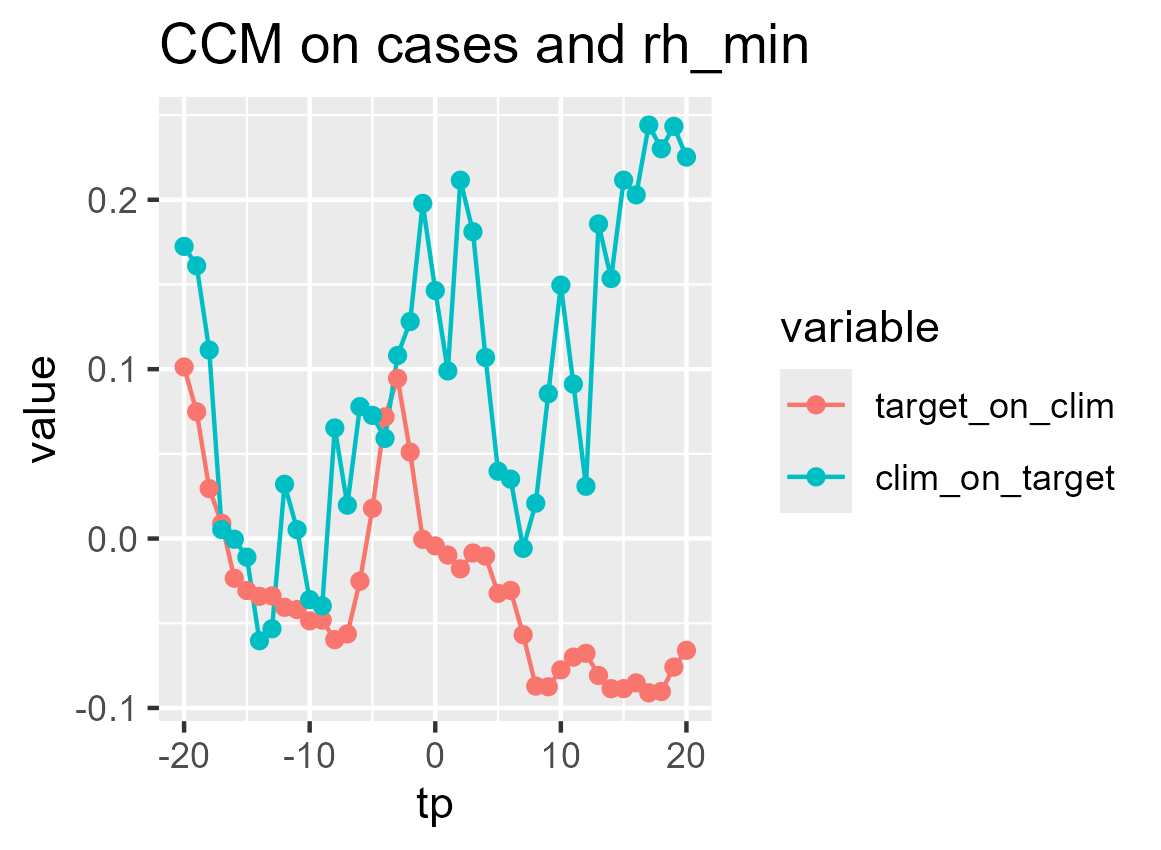 CCM on cases and rh_min
value
0.2
0.1
0.0
-0.1
-20 -10 0 10 20
tp
variable
target_on_clim
clim_on_target